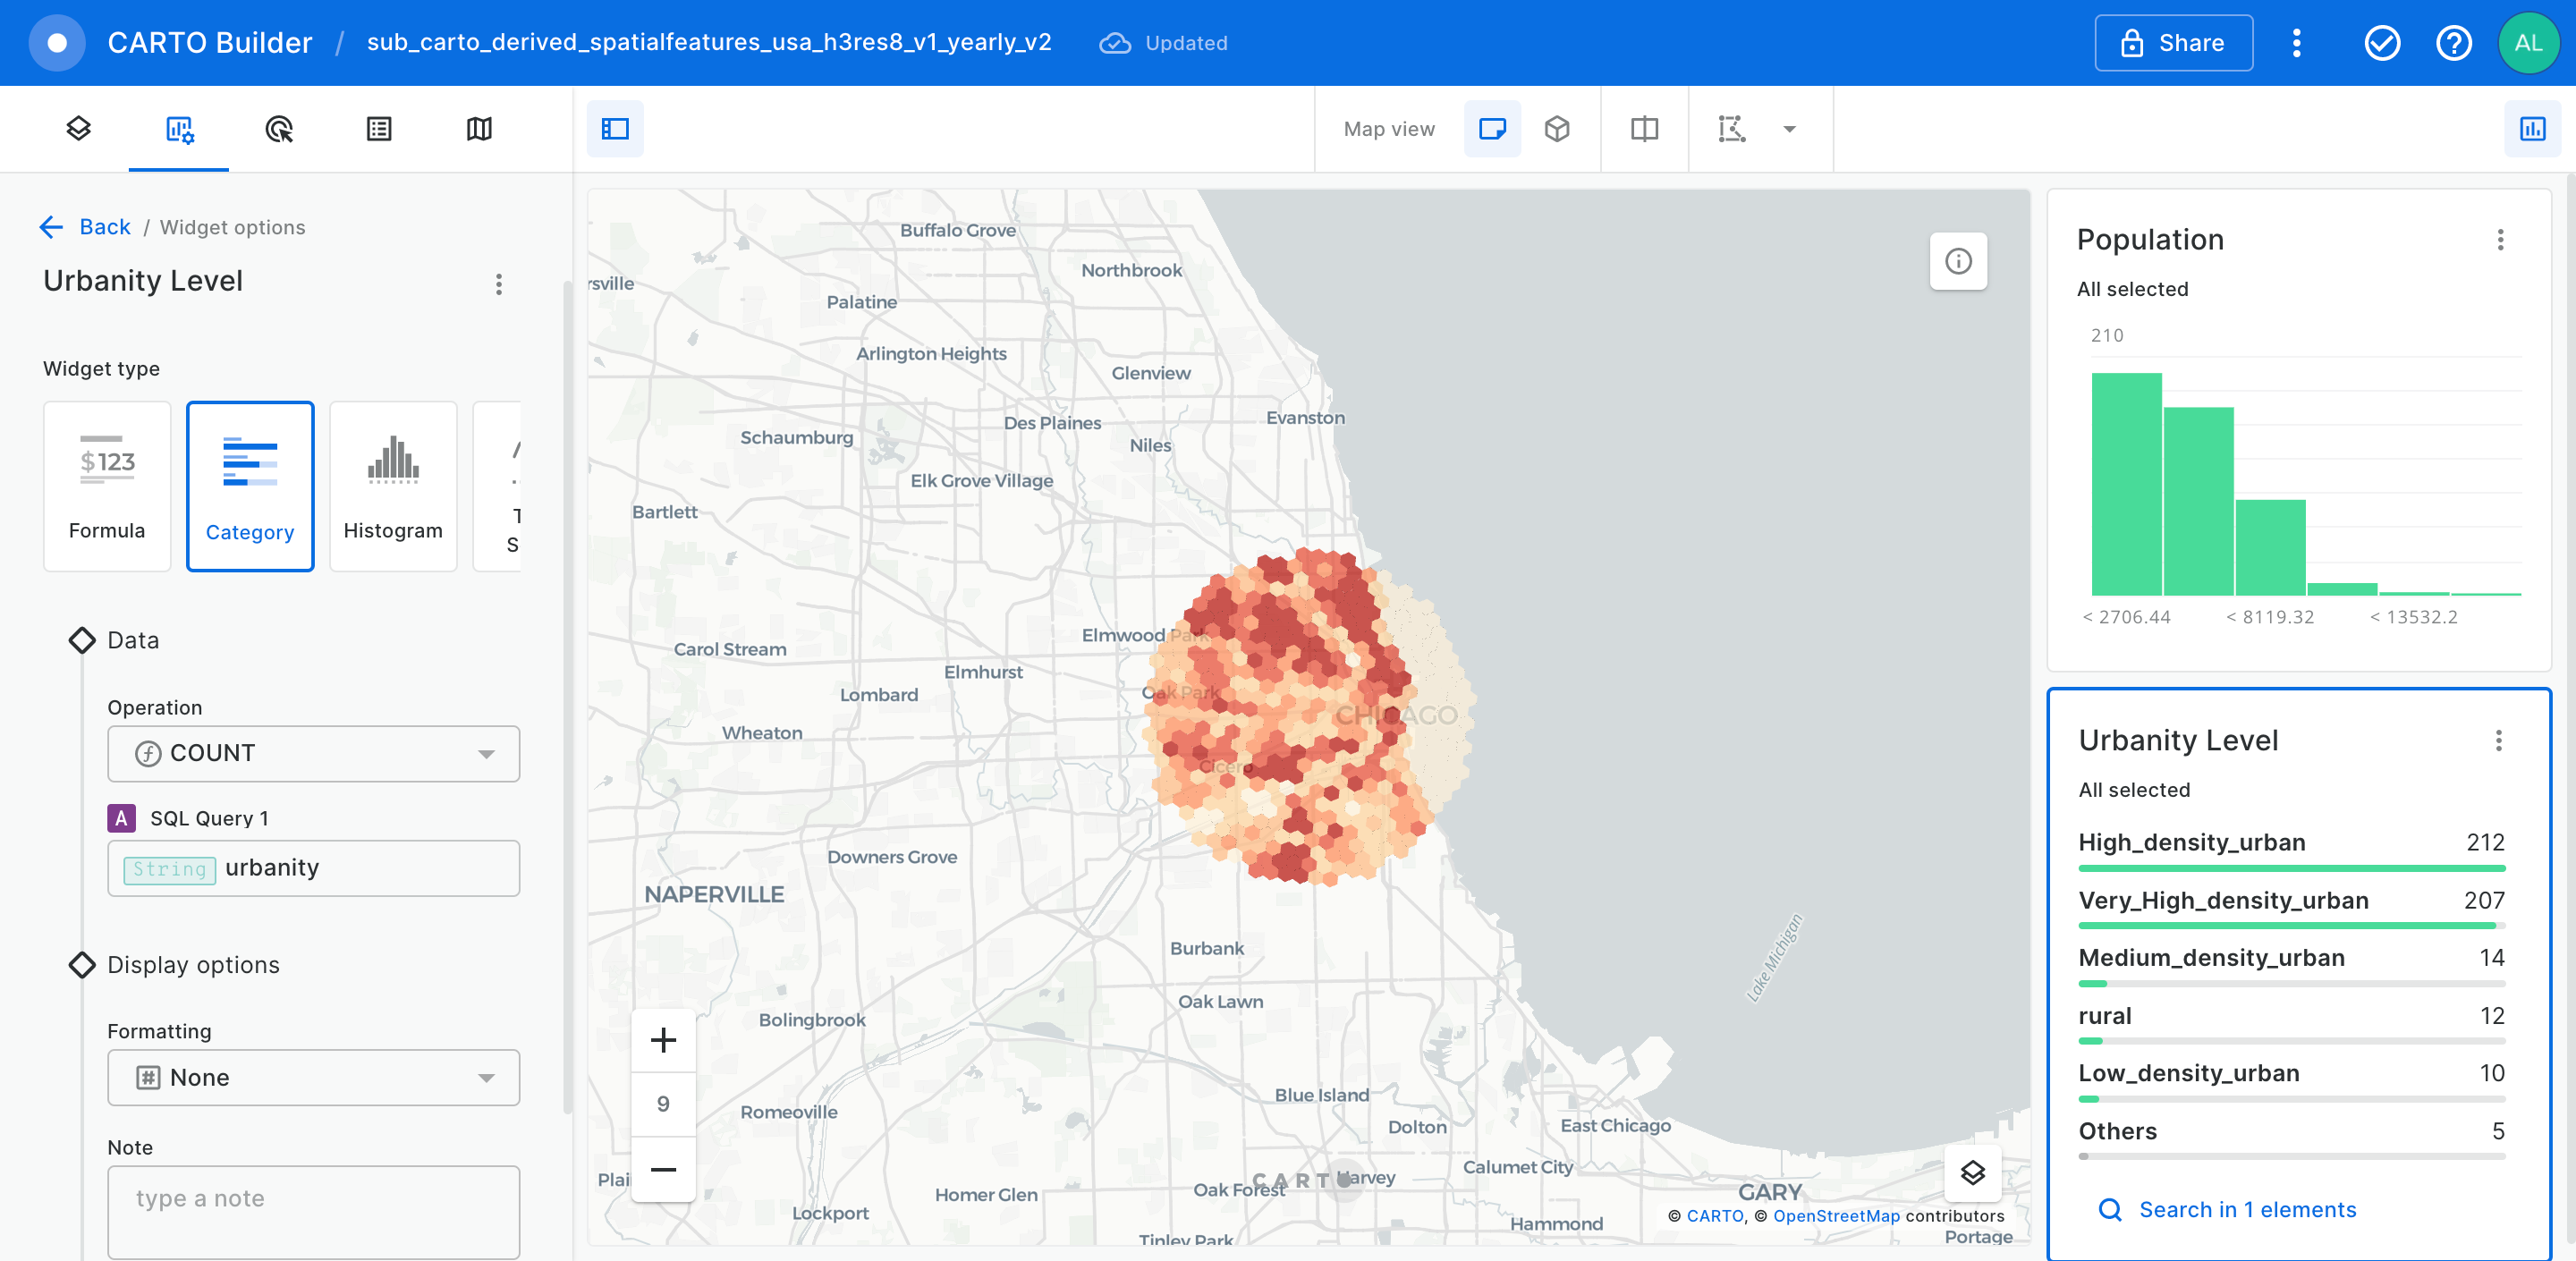 CARTO Builder / sub_carto_derived_spatialfeatures_usa_h3res8_v1_yearly_v2 Updated Share AL
Map view
Back / Widget options
Urbanity Level
Widget type
$123
Formula
Category
Histogram
T
S
Data
Operation
COUNT
A SQL Query 1
String urbanity
Display options
Formatting
None
Note
type a note
Buffalo Grove
Northbrook
rsville
Palatine
Arlington Heights
Glenview
Des Plaines
Evanston
Schaumburg
Niles
Elk Grove Village
Bartlett
Elmwood Park
Carol Stream
Elmhurst
Oak Park
Lombard
CHICAGO
Wheaton
Cicero
Downers Grove
NAPERVILLE
Burbank
Lake Michigan
Oak Lawn
Bolingbrook
9
Blue Island
Romeoville
Dolton
East Chicago
Plai
Calumet City
CARTO
Harvey
Oak Forest
Homer Glen
GARY
Lockport
Hammond
Tinley Park
Portage
© CARTO, © OpenStreetMap contributors
Population
All selected
210
< 2706.44 < 8119.32 < 13532.2
Urbanity Level
All selected
High_density_urban 212
Very_High_density_urban 207
Medium_density_urban 14
rural 12
Low_density_urban 10
Others 5
Search in 1 elements